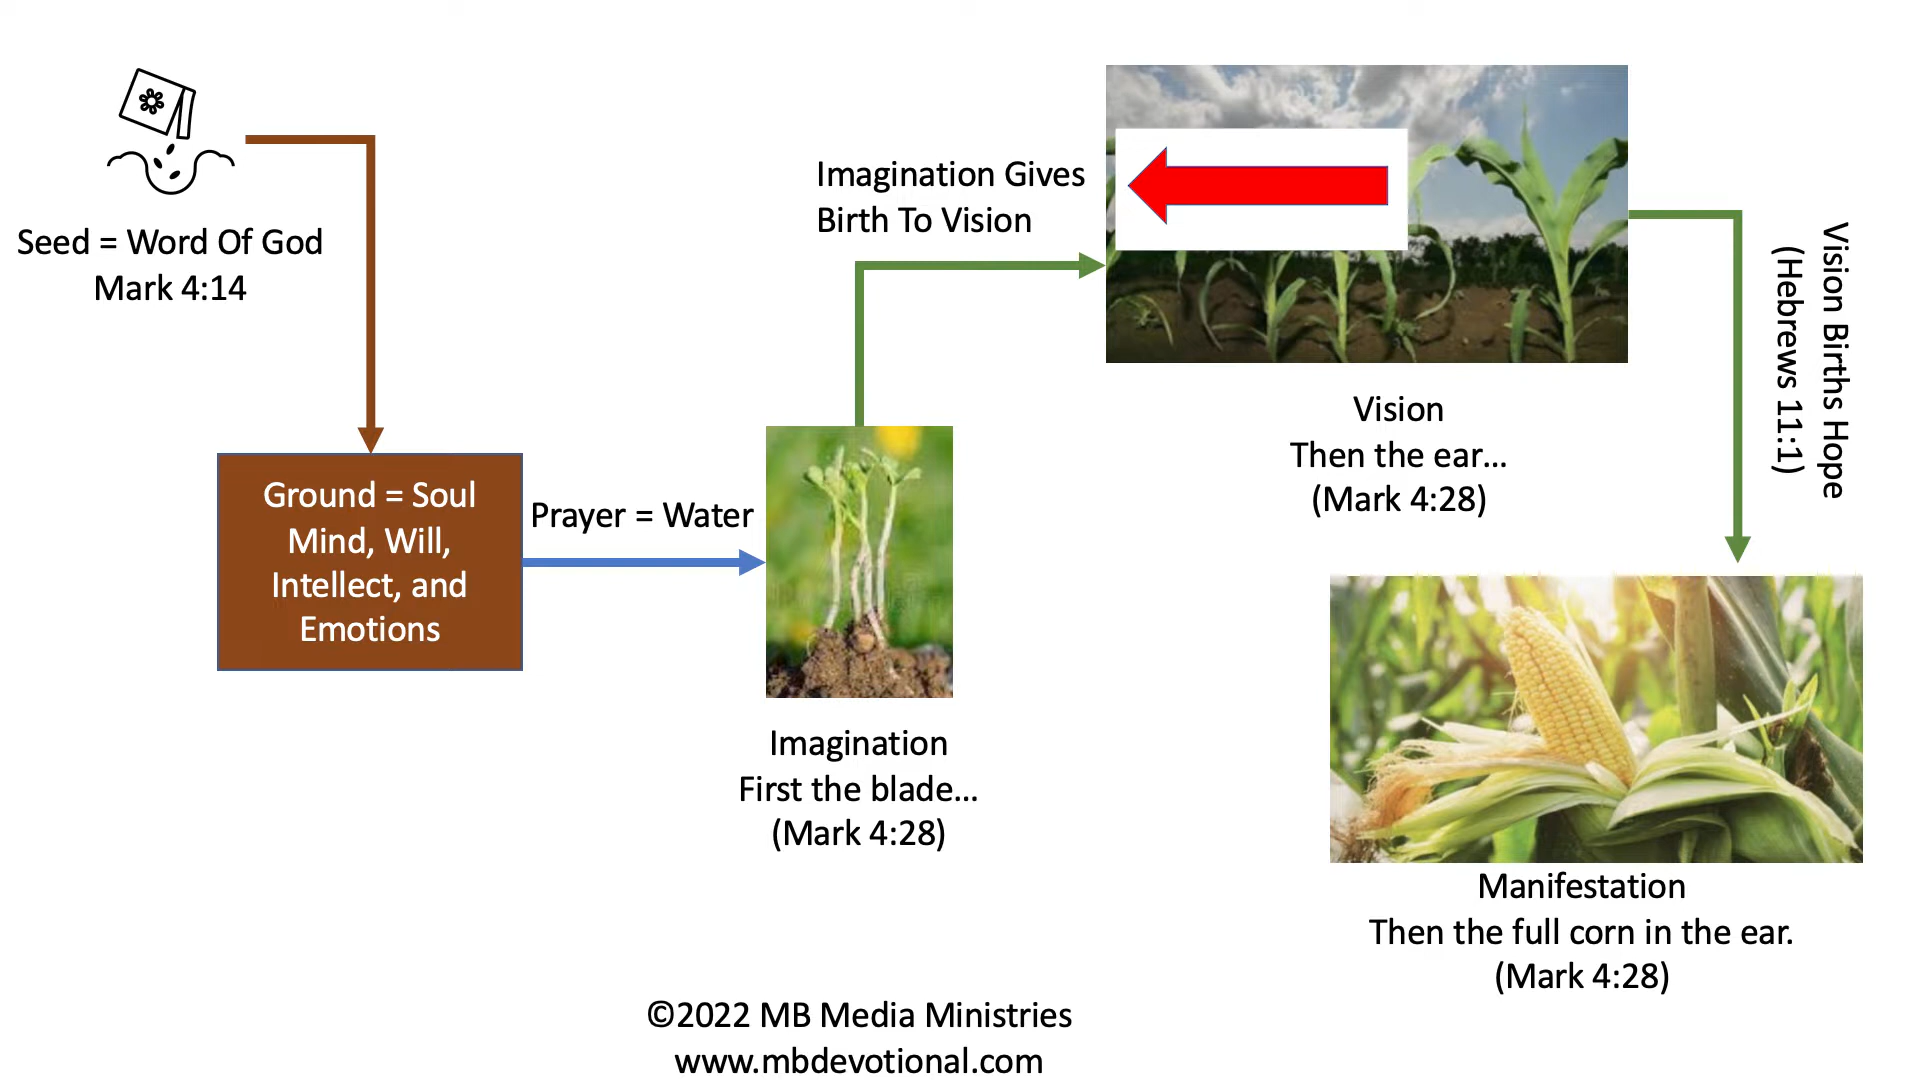 Seed = Word Of God
Mark 4:14
Ground = Soul
Mind, Will,
Intellect, and
Emotions
Prayer = Water
Imagination
First the blade...
(Mark 4:28)
Imagination Gives
Birth To Vision
Vision
Then the ear...
(Mark 4:28)
Vision Births Hope
(Hebrews 11:1)
Manifestation
Then the full corn in the ear.
(Mark 4:28)
©2022 MB Media Ministries
www.mbdevotional.com